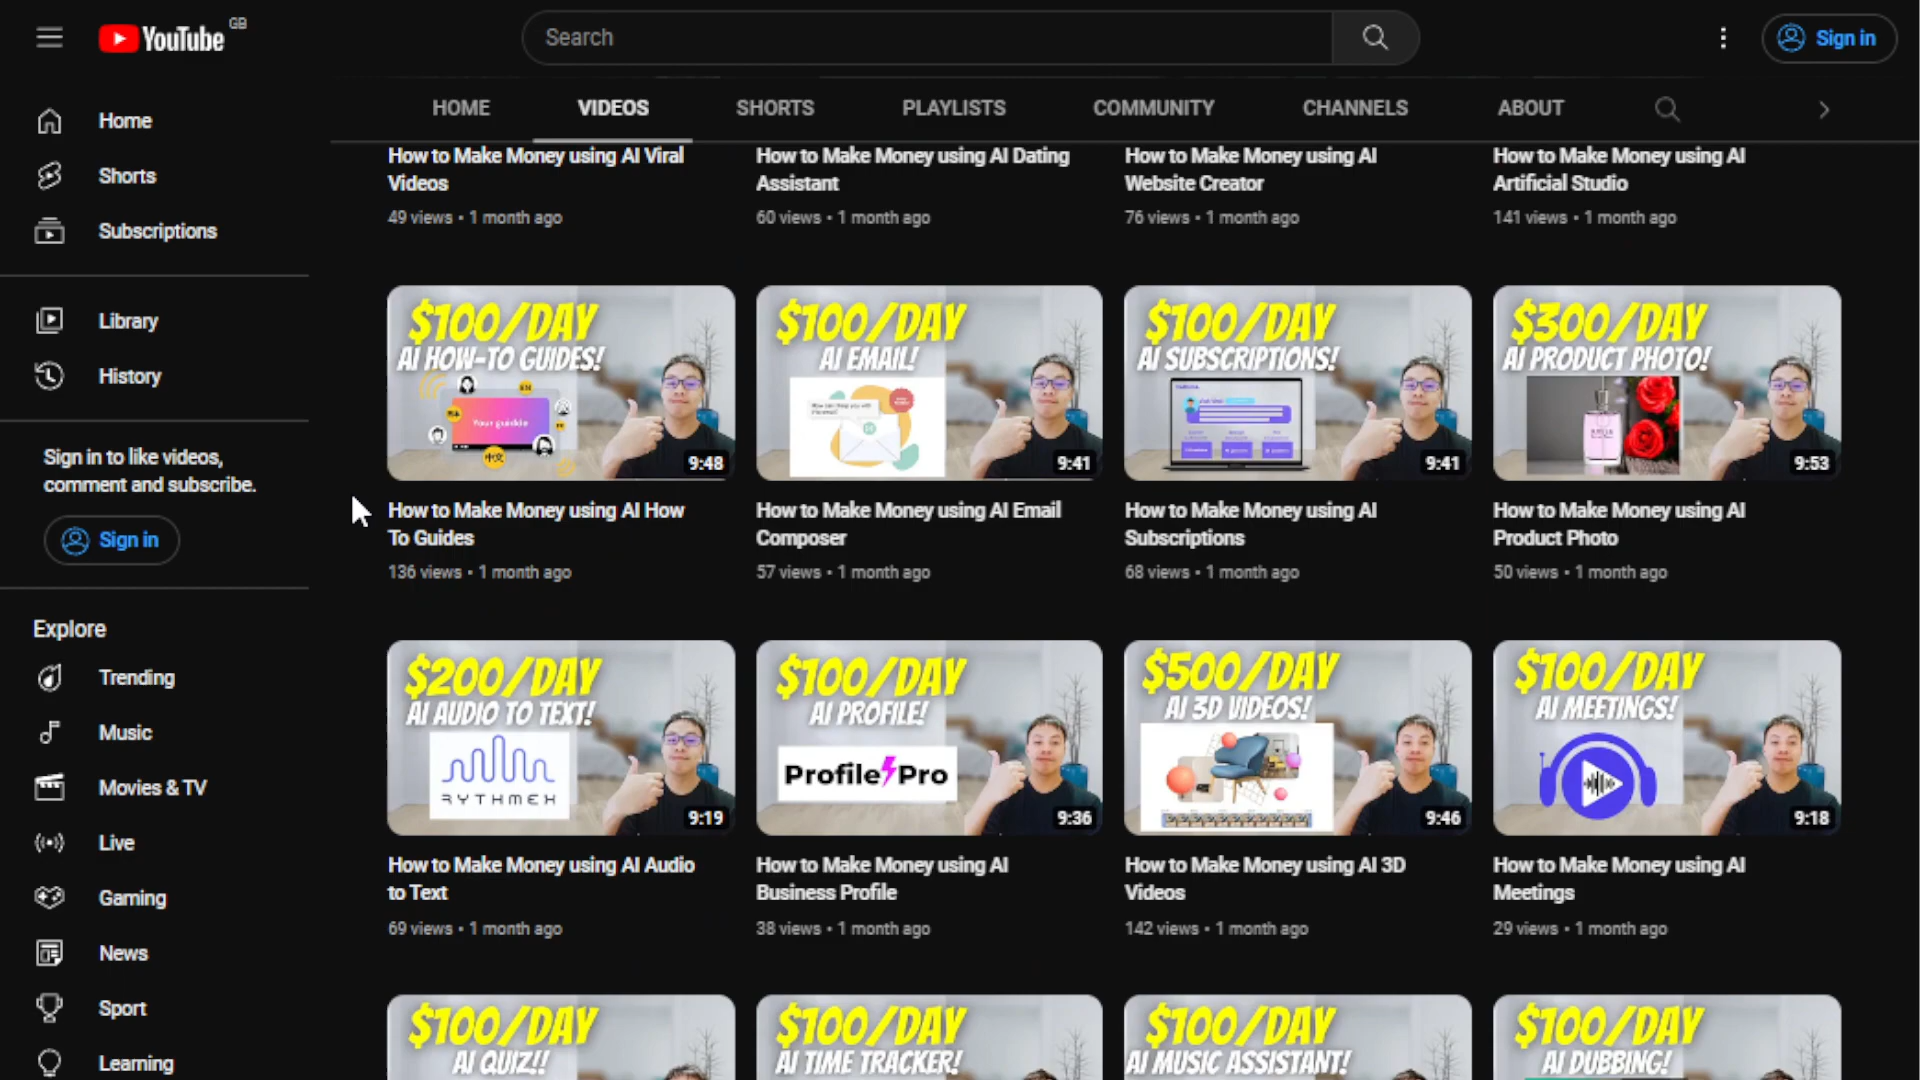 YouTube GB
Search
Sign in
Home
Shorts
Subscriptions
Library
History
Sign in to like videos,
comment and subscribe.
Sign in
Explore
Trending
Music
Movies & TV
Live
Gaming
News
Sport
Learning
HOME VIDEOS SHORTS PLAYLISTS COMMUNITY CHANNELS ABOUT
How to Make Money using AI Viral
Videos
49 views • 1 month ago
How to Make Money using AI Dating
Assistant
60 views • 1 month ago
How to Make Money using AI
Website Creator
76 views • 1 month ago
How to Make Money using AI
Artificial Studio
141 views • 1 month ago
$100/DAY
AI HOW-TO GUIDES!
Your guidde
EN
中文
9:48
How to Make Money using AI How
To Guides
136 views • 1 month ago
$100/DAY
AI EMAIL!
9:41
How to Make Money using AI Email
Composer
57 views • 1 month ago
$100/DAY
AI SUBSCRIPTIONS!
9:41
How to Make Money using AI
Subscriptions
68 views • 1 month ago
$300/DAY
AI PRODUCT PHOTO!
9:53
How to Make Money using AI
Product Photo
50 views • 1 month ago
$200/DAY
AI AUDIO TO TEXT!
RYTHMEX
9:19
How to Make Money using AI Audio
to Text
69 views • 1 month ago
$100/DAY
AI PROFILE!
Profile Pro
9:36
How to Make Money using AI
Business Profile
38 views • 1 month ago
$500/DAY
AI 3D VIDEOS!
9:46
How to Make Money using AI 3D
Videos
142 views • 1 month ago
$100/DAY
AI MEETINGS!
9:18
How to Make Money using AI
Meetings
29 views • 1 month ago
$100/DAY
AI QUIZ!!
$100/DAY
AI TIME TRACKER!
$100/DAY
AI MUSIC ASSISTANT!
$100/DAY
AI DUBBING!